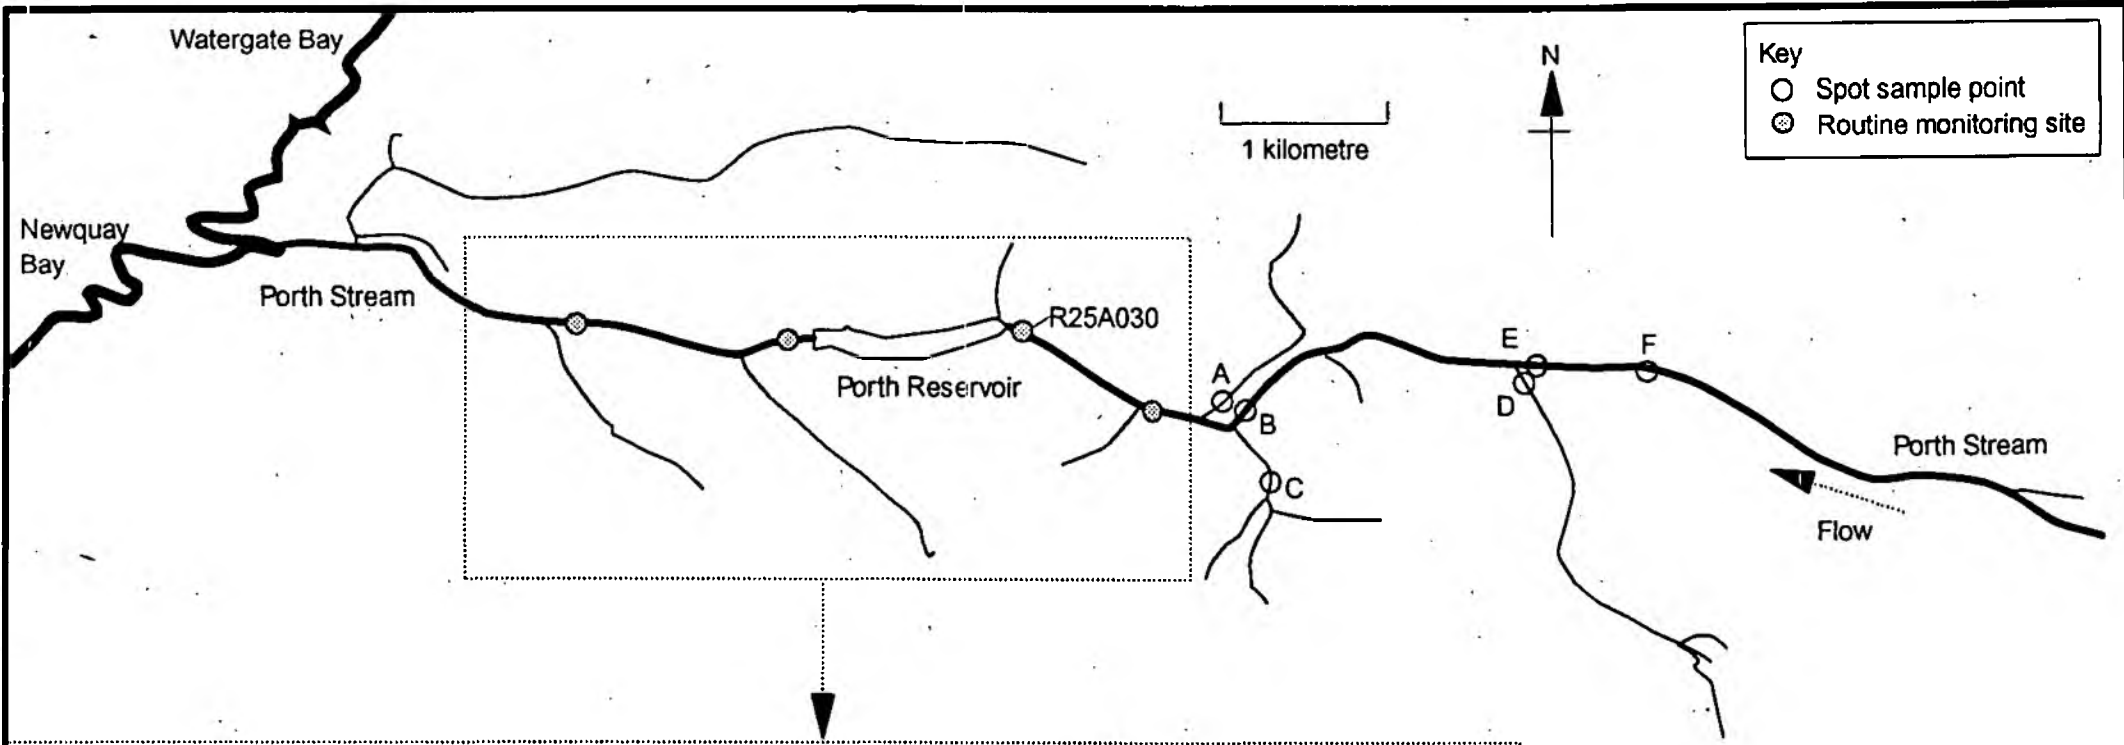 Watergate Bay
N
Key
Spot sample point
Routine monitoring site
1 kilometre
Newquay
Bay
Porth Stream
R25A030
Porth Reservoir
A
B
C
E
F
D
Porth Stream
Flow